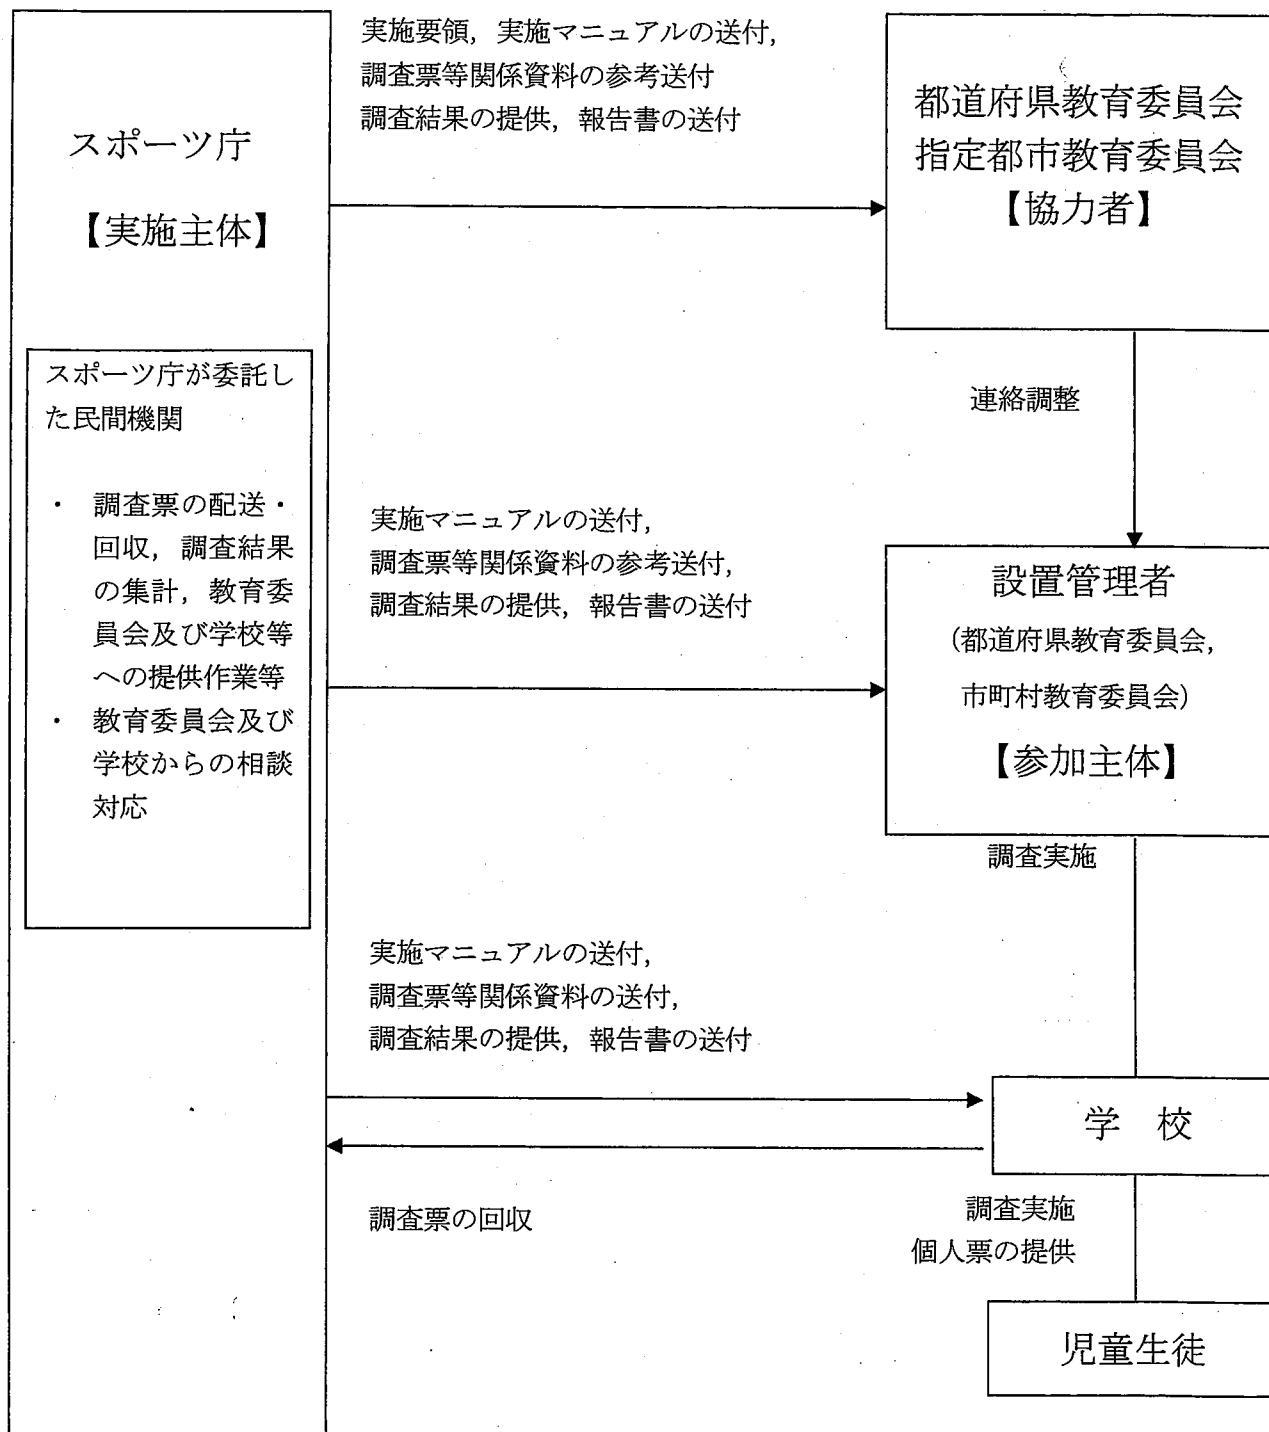 スポーツ庁
【実施主体】
スポーツ庁が委託し
た民間機関
・ 調査票の配送・
回収，調査結果
の集計，教育委
員会及び学校等
への提供作業等
・ 教育委員会及び
学校からの相談
対応
実施要領，実施マニュアルの送付，
調査票等関係資料の参考送付
調査結果の提供，報告書の送付
都道府県教育委員会
指定都市教育委員会
【協力者】
連絡調整
実施マニュアルの送付，
調査票等関係資料の参考送付，
調査結果の提供，報告書の送付
設置管理者
（都道府県教育委員会，
市町村教育委員会）
【参加主体】
調査実施
実施マニュアルの送付，
調査票等関係資料の送付，
調査結果の提供，報告書の送付
学　校
調査票の回収
調査実施
個人票の提供
児童生徒